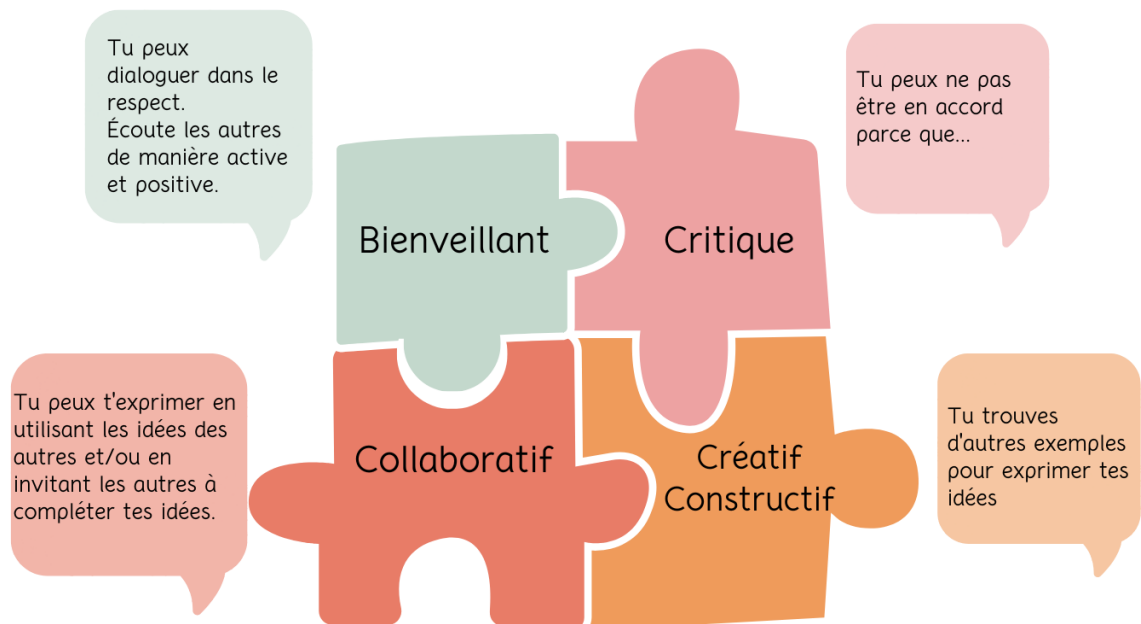 Tu peux
dialoguer dans le
respect.
Écoute les autres
de manière active
et positive.
Tu peux ne pas
être en accord
parce que...
Bienveillant
Critique
Tu peux t'exprimer en
utilisant les idées des
autres et/ou en
invitant les autres à
compléter tes idées.
Collaboratif
Créatif
Constructif
Tu trouves
d'autres exemples
pour exprimer tes
idées